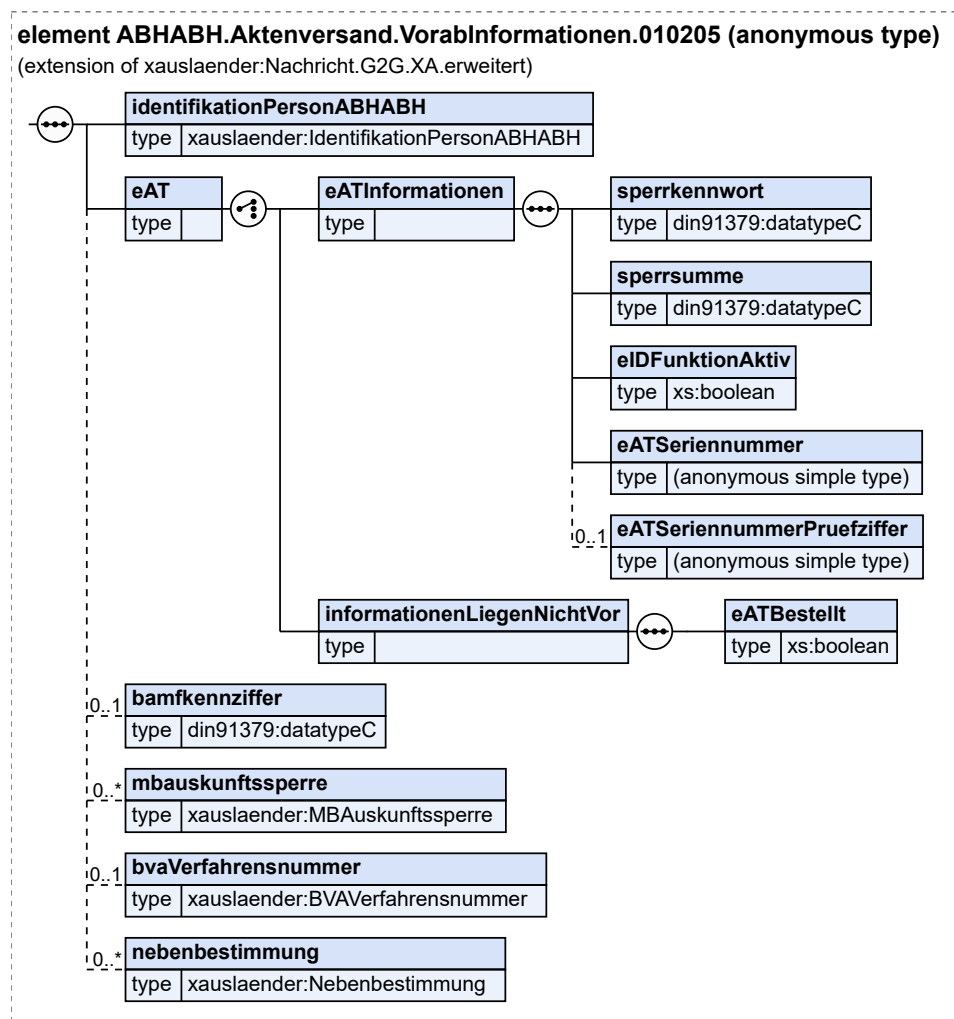 element ABHABH.Aktenversand.VorabInformationen.010205 (anonymous type)
(extension of xauslaender:Nachricht.G2G.XA.erweitert)
identifikationPersonABHABH
type xauslaender:IdentifikationPersonABHABH
eAT
type
eATInformationen
type
sperrkennwort
type din91379:datatypeC
sperrsumme
type din91379:datatypeC
eIDFunktionAktiv
type xs:boolean
eATSeriennummer
type (anonymous simple type)
0..1 eATSeriennummerPruefziffer
type (anonymous simple type)
informationenLiegenNichtVor
type
eATBestellt
type xs:boolean
0..1 bamfkennziffer
type din91379:datatypeC
0..* mbauskunftssperre
type xauslaender:MBAuskunftssperre
0..1 bvaVerfahrensnummer
type xauslaender:BVAVerfahrensnummer
0..* nebenbestimmung
type xauslaender:Nebenbestimmung